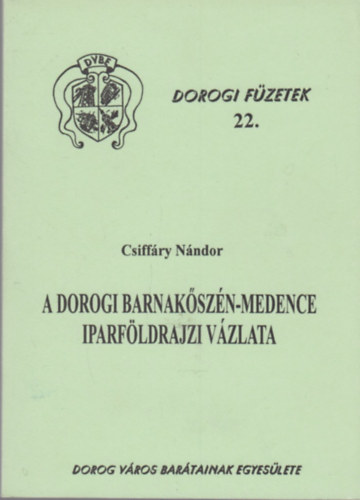 DVBE
DOROGI FÜZETEK
22.
Csiffáry Nándor
A DOROGI BARNAKŐSZÉN-MEDENCE
IPARFÖLDRAJZI VÁZLATA
DOROG VÁROS BARÁTAINAK EGYESÜLETE